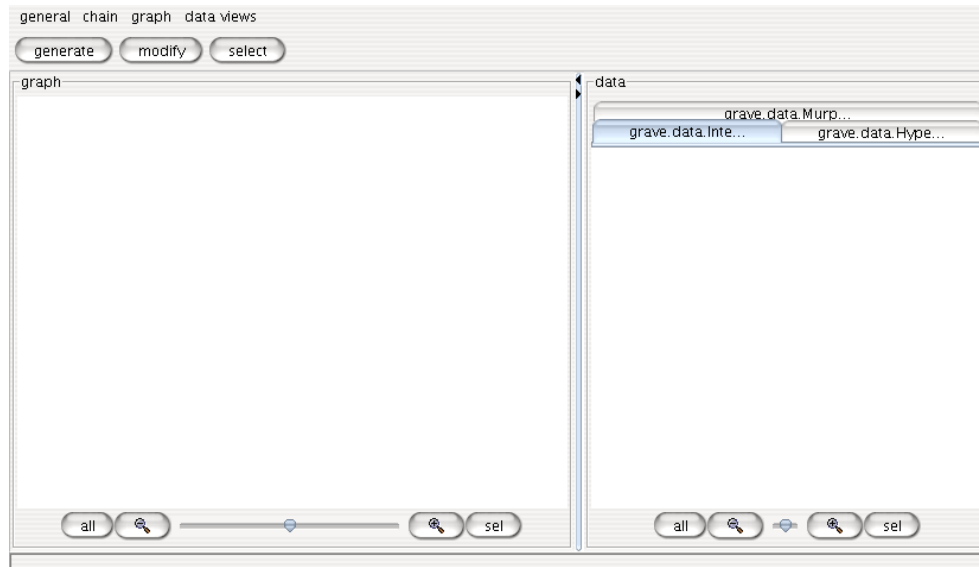 general chain graph data views
generate modify select
graph
data
grave.data.Murp...
grave.data.Inte... grave.data.Hype...
all sel
all sel